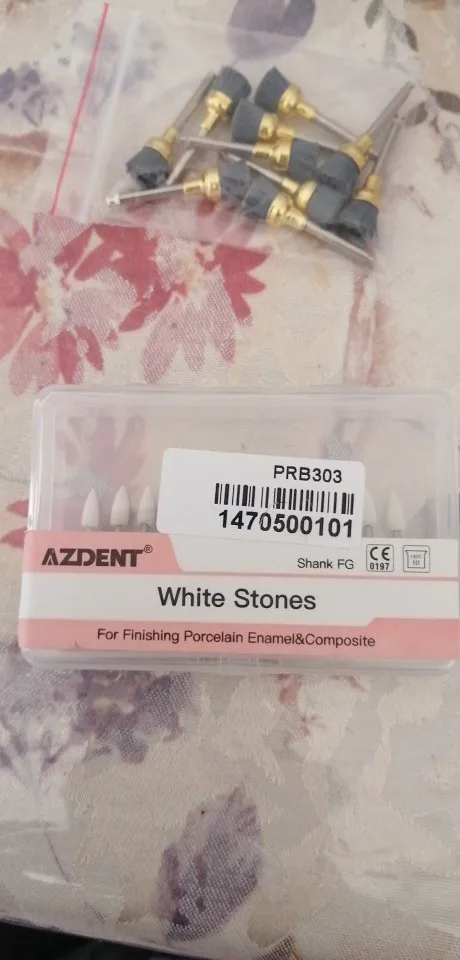 PRB303
1470500101
AZDENT®
Shank FG
CE
0197
White Stones
For Finishing Porcelain Enamel&Composite